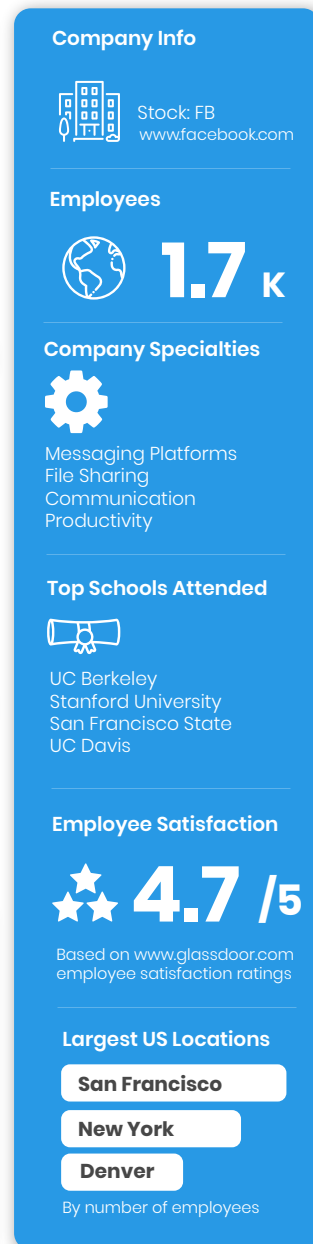 Company Info
Stock: FB
www.facebook.com
Employees
1.7 K
Company Specialties
Messaging Platforms
File Sharing
Communication
Productivity
Top Schools Attended
UC Berkeley
Stanford University
San Francisco State
UC Davis
Employee Satisfaction
4.7 /5
Based on www.glassdoor.com
employee satisfaction ratings
Largest US Locations
San Francisco
New York
Denver
By number of employees